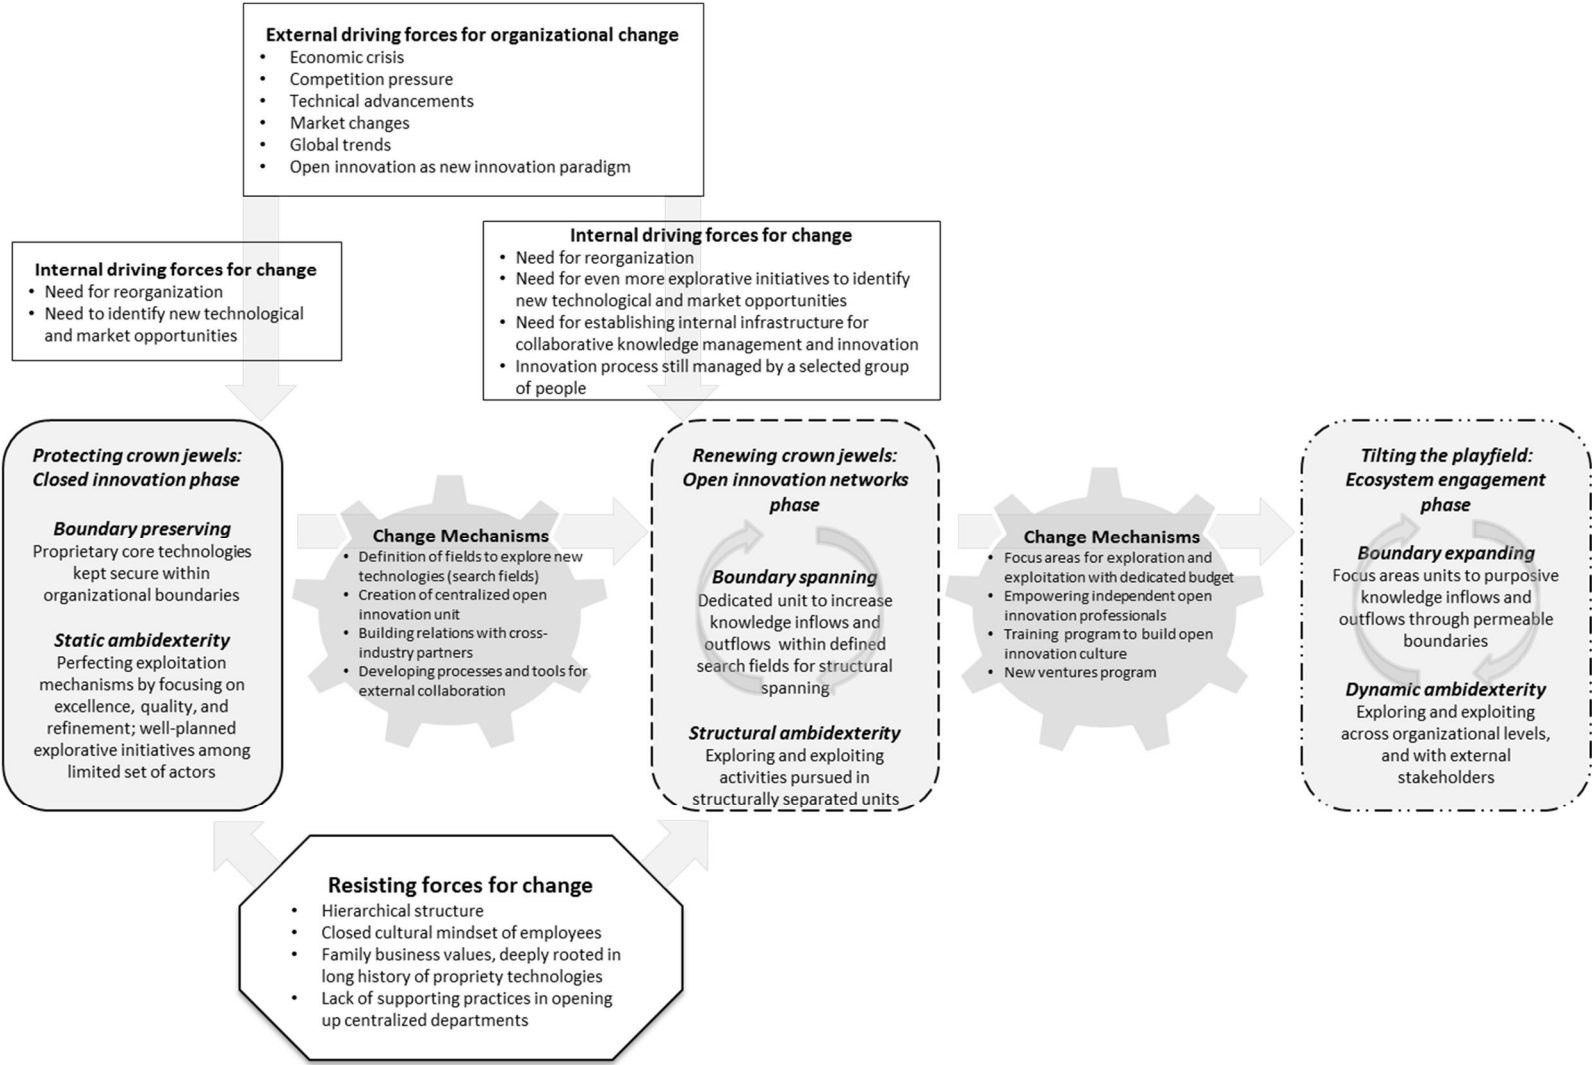 External driving forces for organizational change
• Economic crisis
• Competition pressure
• Technical advancements
• Market changes
• Global trends
• Open innovation as new innovation paradigm
Internal driving forces for change
• Need for reorganization
• Need to identify new technological
and market opportunities
Internal driving forces for change
• Need for reorganization
• Need for even more explorative initiatives to identify
new technological and market opportunities
• Need for establishing internal infrastructure for
collaborative knowledge management and innovation
• Innovation process still managed by a selected group
of people
Protecting crown jewels:
Closed innovation phase
Boundary preserving
Proprietary core technologies
kept secure within
organizational boundaries
Static ambidexterity
Perfecting exploitation
mechanisms by focusing on
excellence, quality, and
refinement; well-planned
explorative initiatives among
limited set of actors
Change Mechanisms
• Definition of fields to explore new
technologies (search fields)
• Creation of centralized open
innovation unit
• Building relations with cross-
industry partners
• Developing processes and tools for
external collaboration
Renewing crown jewels:
Open innovation networks
phase
Boundary spanning
Dedicated unit to increase
knowledge inflows and
outflows within defined
search fields for structural
spanning
Structural ambidexterity
Exploring and exploiting
activities pursued in
structurally separated units
Change Mechanisms
• Focus areas for exploration and
exploitation with dedicated budget
• Empowering independent open
innovation professionals
• Training program to build open
innovation culture
• New ventures program
Tilting the playfield:
Ecosystem engagement
phase
Boundary expanding
Focus areas units to purposive
knowledge inflows and
outflows through permeable
boundaries
Dynamic ambidexterity
Exploring and exploiting
across organizational levels,
and with external
stakeholders
Resisting forces for change
• Hierarchical structure
• Closed cultural mindset of employees
• Family business values, deeply rooted in
long history of propriety technologies
• Lack of supporting practices in opening
up centralized departments